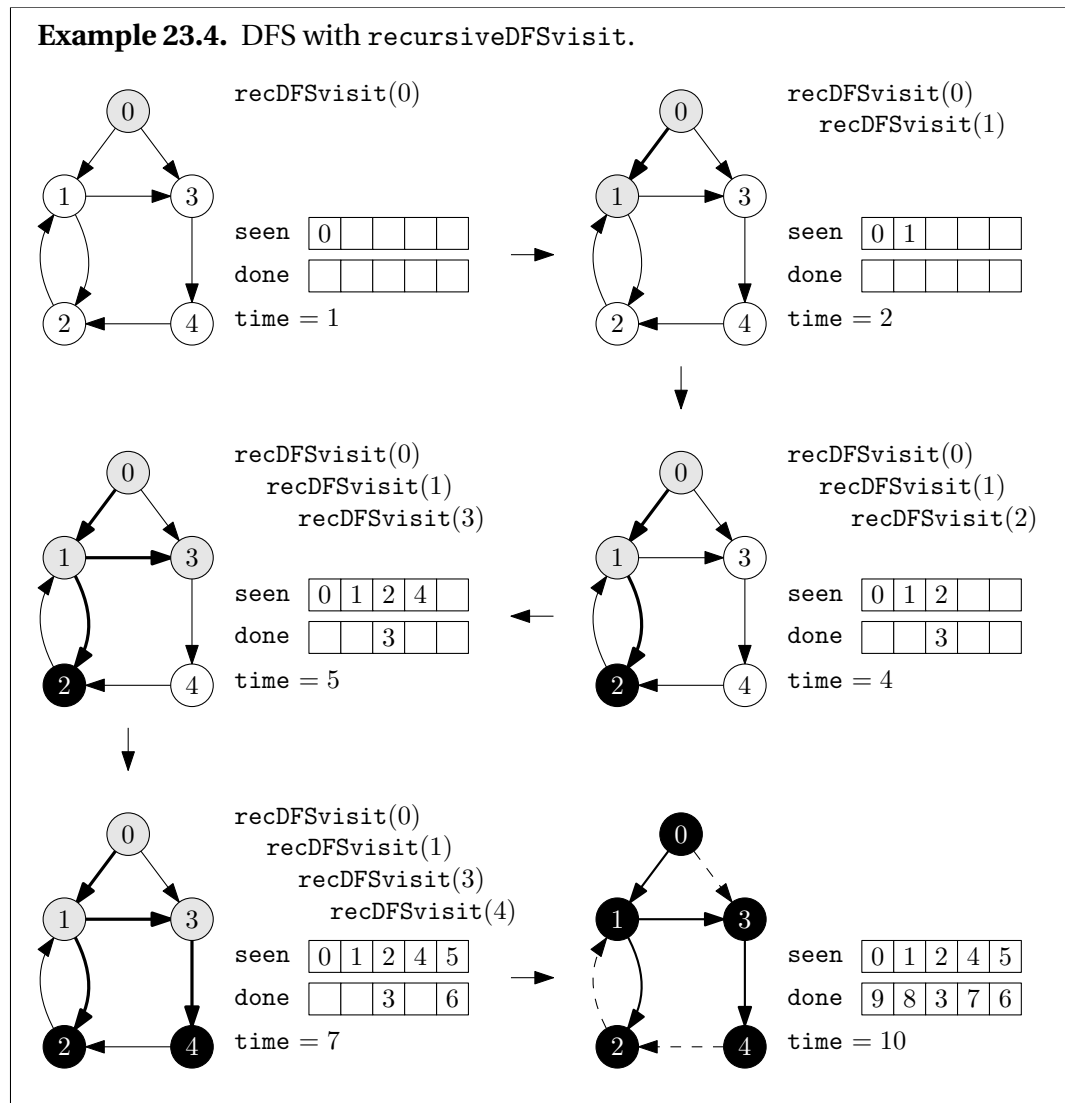 Example 23.4. DFS with recursiveDFSvisit.
0
1
3
2
4
recDFSvisit(0)
seen 0
done
time = 1
0
1
3
2
4
recDFSvisit(0)
recDFSvisit(1)
seen 0 1
done
time = 2
0
1
3
2
4
recDFSvisit(0)
recDFSvisit(1)
recDFSvisit(3)
seen 0 1 2 4
done 3
time = 5
0
1
3
2
4
recDFSvisit(0)
recDFSvisit(1)
recDFSvisit(2)
seen 0 1 2
done 3
time = 4
0
1
3
2
4
recDFSvisit(0)
recDFSvisit(1)
recDFSvisit(3)
recDFSvisit(4)
seen 0 1 2 4 5
done 3 6
time = 7
0
1
3
2
4
seen 0 1 2 4 5
done 9 8 3 7 6
time = 10